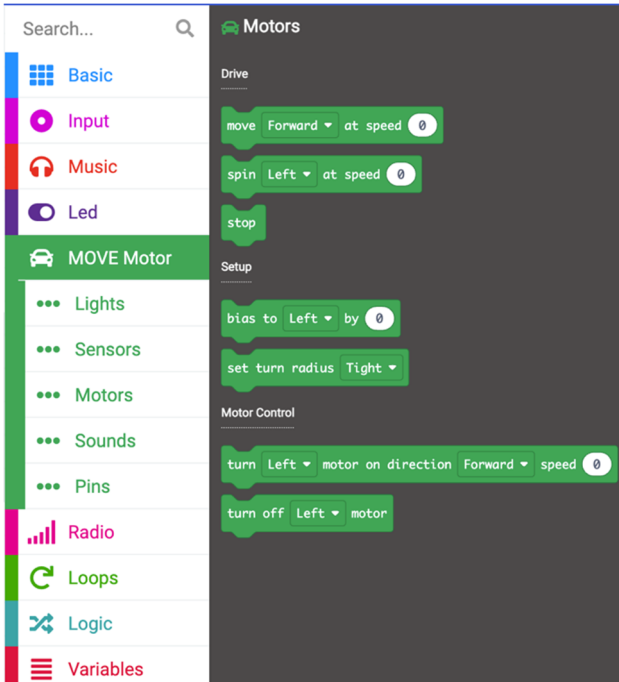 Search...
Basic
Input
Music
Led
MOVE Motor
Lights
Sensors
Motors
Sounds
Pins
Radio
Loops
Logic
Variables
Motors
Drive
move Forward at speed 0
spin Left at speed 0
stop
Setup
bias to Left by 0
set turn radius Tight
Motor Control
turn Left motor on direction Forward speed 0
turn off Left motor